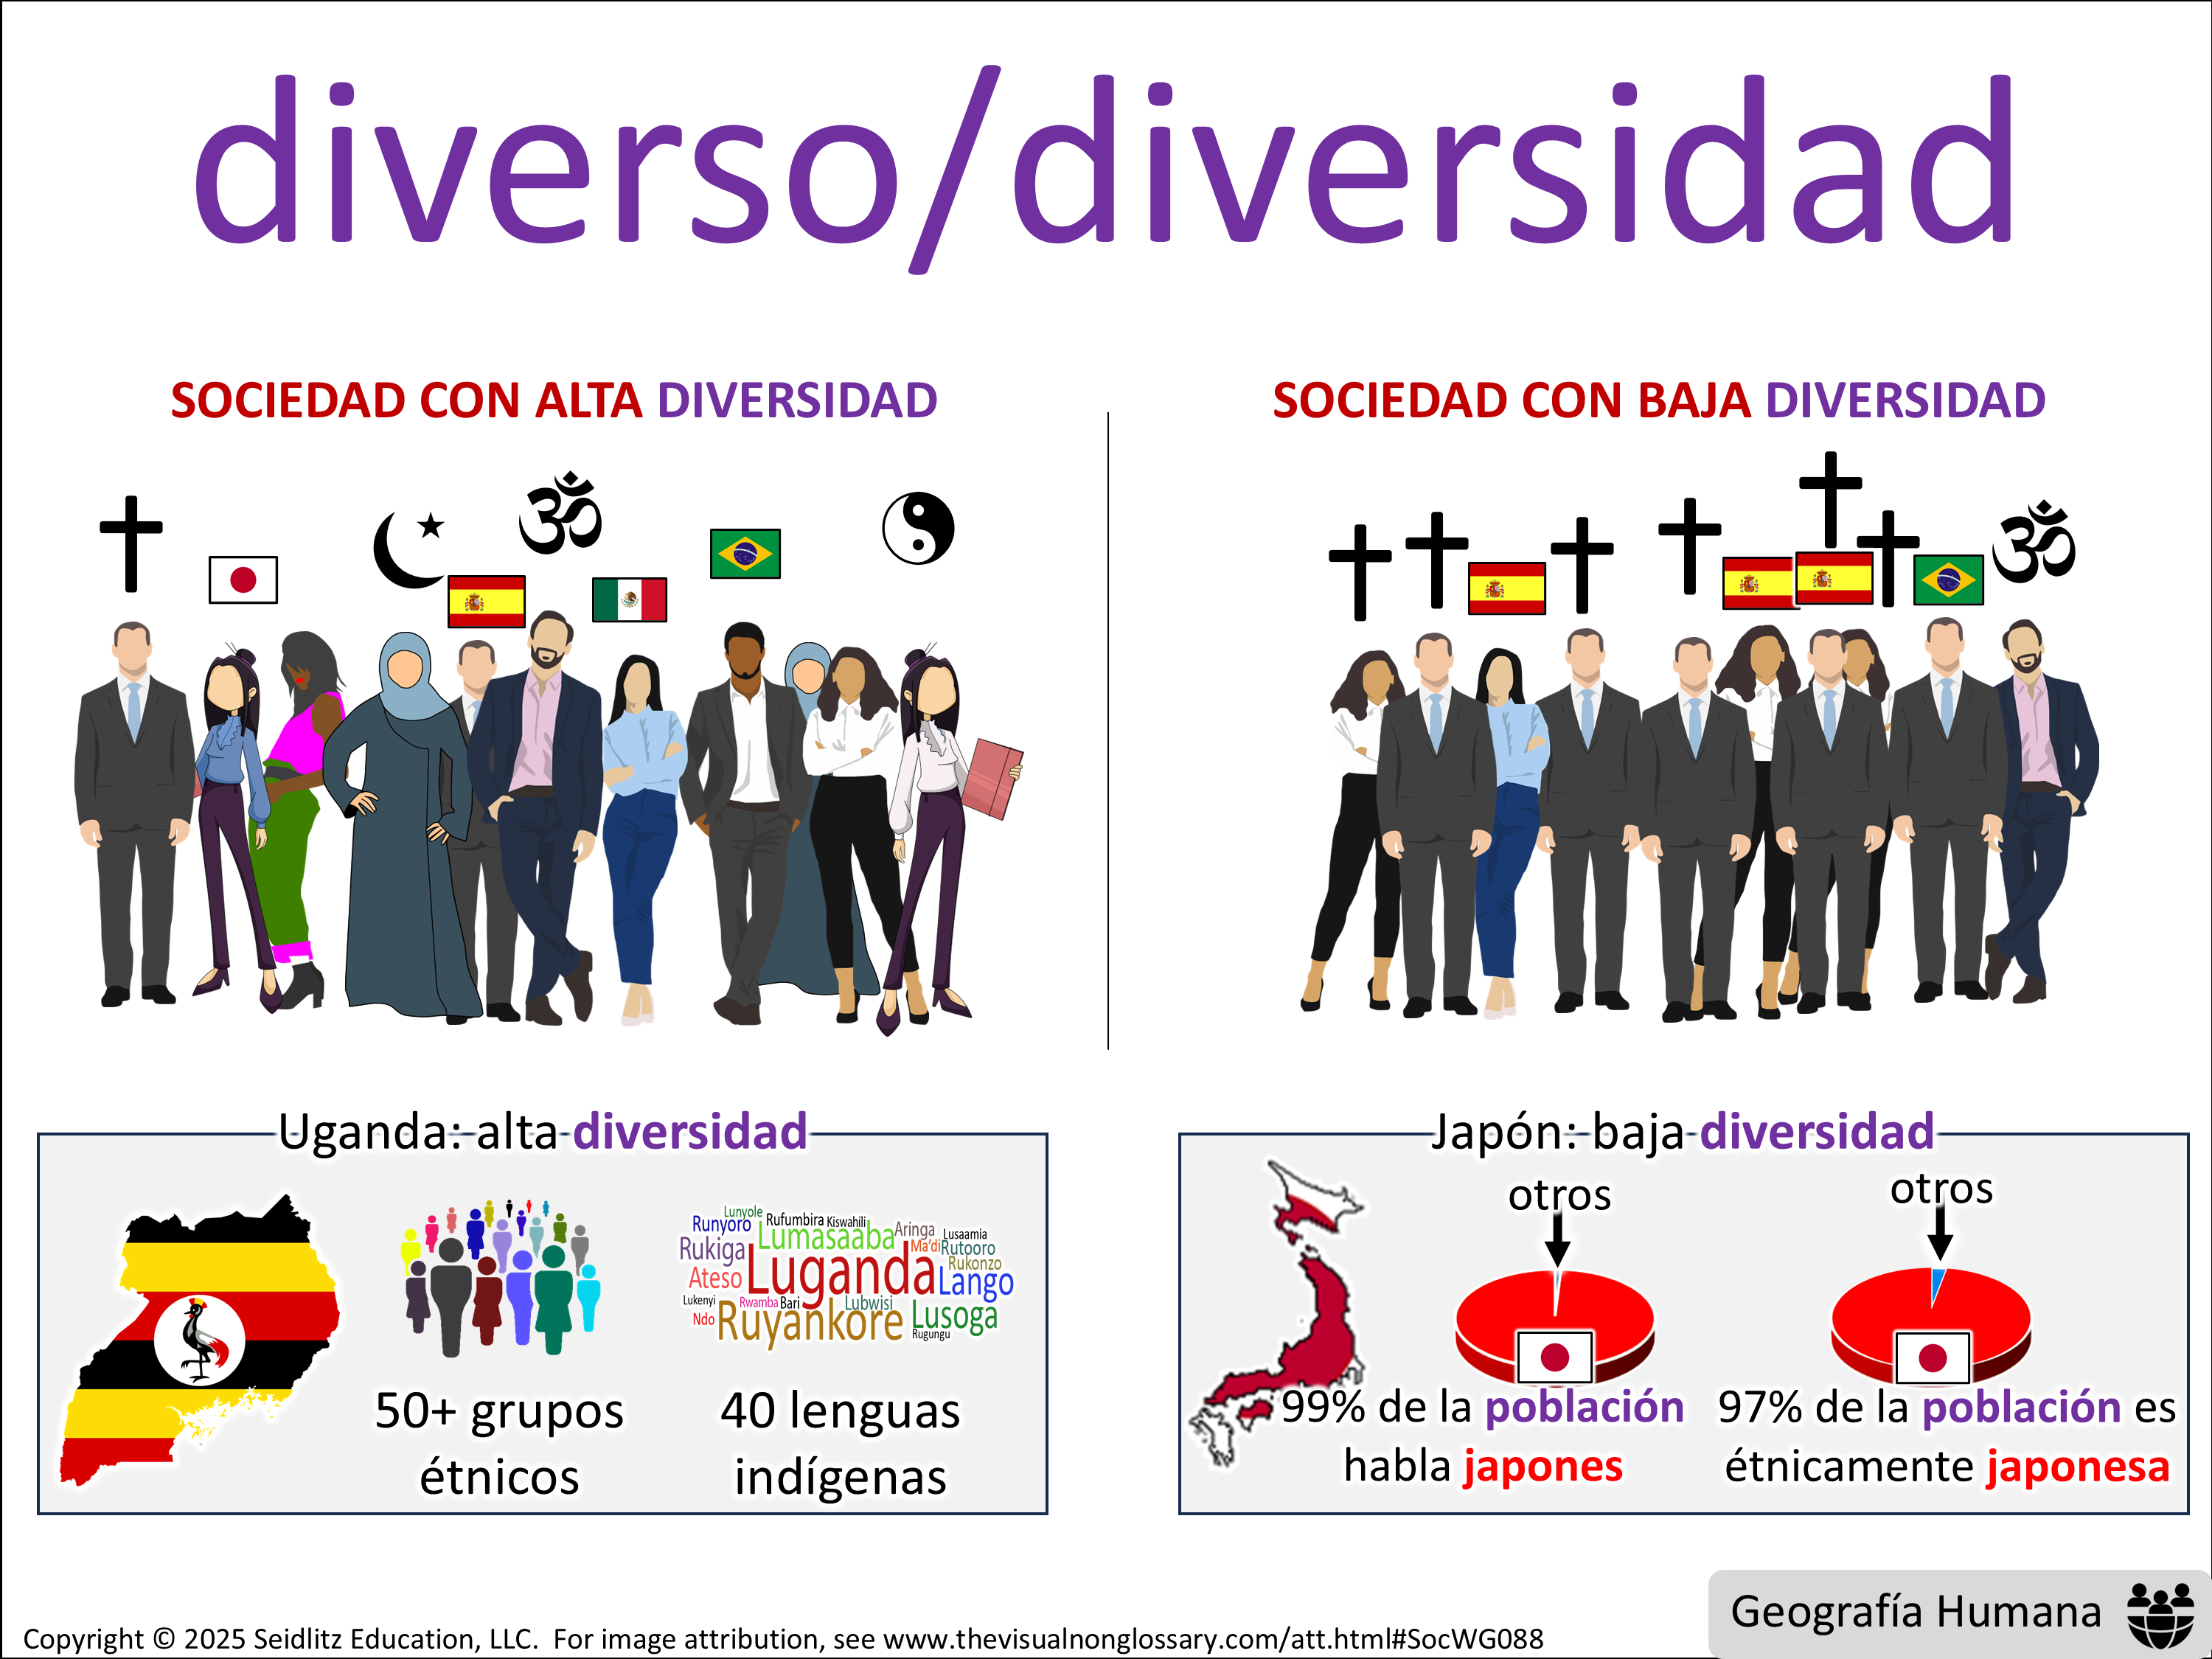 diverso/diversidad
SOCIEDAD CON ALTA DIVERSIDAD
SOCIEDAD CON BAJA DIVERSIDAD
Uganda: alta diversidad
Lunyole
Runyoro
Rufumbira
Kiswahili
Lumasaaba
Aringa
Lusaamia
Rukiga
Ma'di
Rutooro
Luganda
Rukonzo
Ateso
Lango
Lukenyi
Rwamba
Bari
Lubwisi
Ndo
Ruyankore
Lusoga
Rugungu
50+ grupos
étnicos
40 lenguas
indígenas
Japón: baja diversidad
otros
99% de la población
habla japones
otros
97% de la población es
étnicamente japonesa
Geografía Humana
Copyright © 2025 Seidlitz Education, LLC. For image attribution, see www.thevisualnonglossary.com/att.html#SocWG088